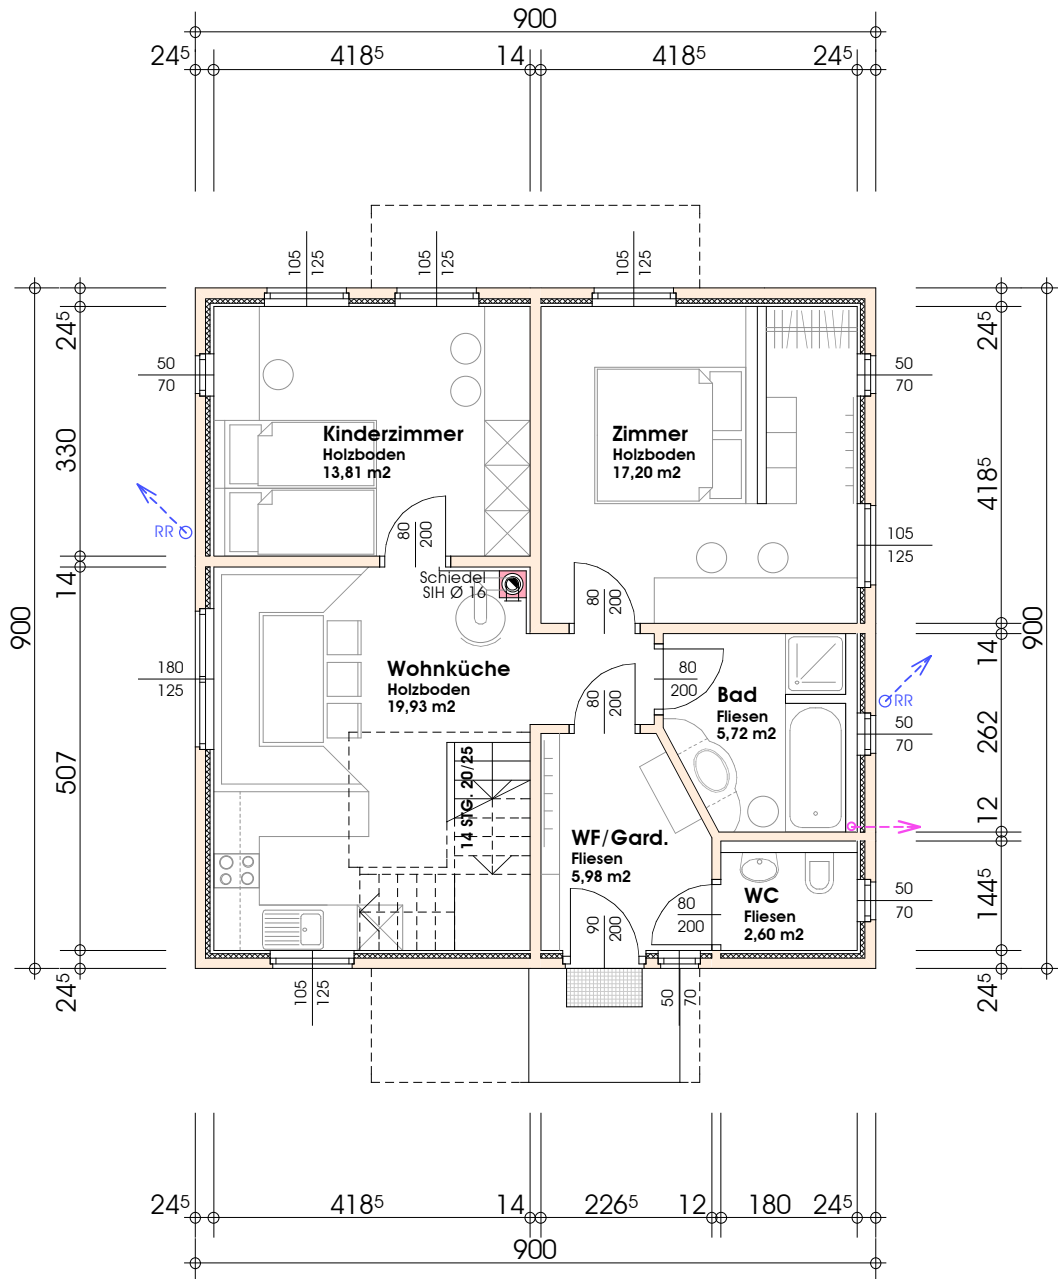 900
24⁵ 418⁵ 14 418⁵ 24⁵
105 125
105 125
105 125
24⁵
330
14
507
24⁵
900
50
70
180
125
Kinderzimmer
Holzboden
13,81 m2
Zimmer
Holzboden
17,20 m2
50
70
105
125
RR
80 200
Schiedel
SIH Ø 16
80 200
Wohnküche
Holzboden
19,93 m2
80
200
80 200
Bad
Fliesen
5,72 m2
RR
50
70
14 STG. 20/25
WF/Gard.
Fliesen
5,98 m2
WC
Fliesen
2,60 m2
80
200
50
70
90 200
105 125
50 70
24⁵
418⁵
14
262
12
144⁵
24⁵
900
24⁵ 418⁵ 14 226⁵ 12 180 24⁵
900